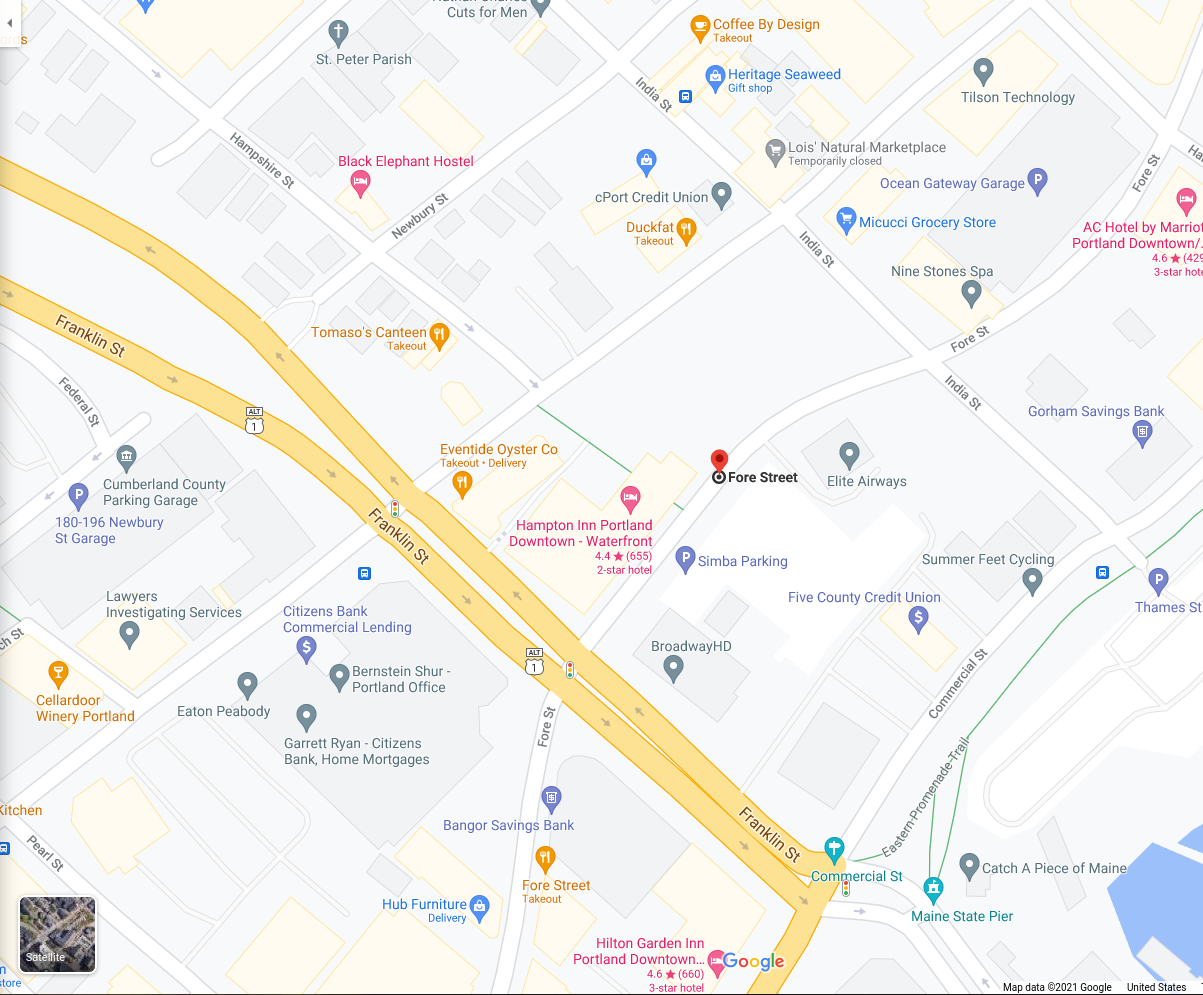 Cuts for Men
Coffee By Design
Takeout
St. Peter Parish
Heritage Seaweed
Gift shop
India St
Tilson Technology
Hampshire St
Black Elephant Hostel
Lois' Natural Marketplace
Temporarily closed
Fore St
Ocean Gateway Garage
P
cPort Credit Union
Newbury St
Duckfat
Takeout
Micucci Grocery Store
AC Hotel by Marriot
Portland Downtown/
4.6 ★ (429
3-star hote
India St
Nine Stones Spa
Franklin St
Tomaso's Canteen
Takeout
Fore St
Federal St
India St
ALT
1
Gorham Savings Bank
Eventide Oyster Co
Takeout • Delivery
Cumberland County
Parking Garage
Fore Street
Elite Airways
P
180-196 Newbury
St Garage
Franklin St
Hampton Inn Portland
Downtown - Waterfront
4.4 ★ (655)
2-star hotel
P
Simba Parking
Summer Feet Cycling
P
Thames St
Lawyers
Investigating Services
Citizens Bank
Commercial Lending
$
Five County Credit Union
$
ch St
ALT
1
BroadwayHD
Bernstein Shur -
Portland Office
Cellardoor
Winery Portland
Eaton Peabody
Commercial St
Fore St
Garrett Ryan - Citizens
Bank, Home Mortgages
Eastern-Promenade-Trail
Kitchen
Bangor Savings Bank
Franklin St
Pearl St
Commercial St
Catch A Piece of Maine
Fore Street
Takeout
Hub Furniture
Delivery
Maine State Pier
Satellite
Hilton Garden Inn
Portland Downtown...
4.6 ★ (660)
3-star hotel
Google
store
Map data ©2021 Google
United States